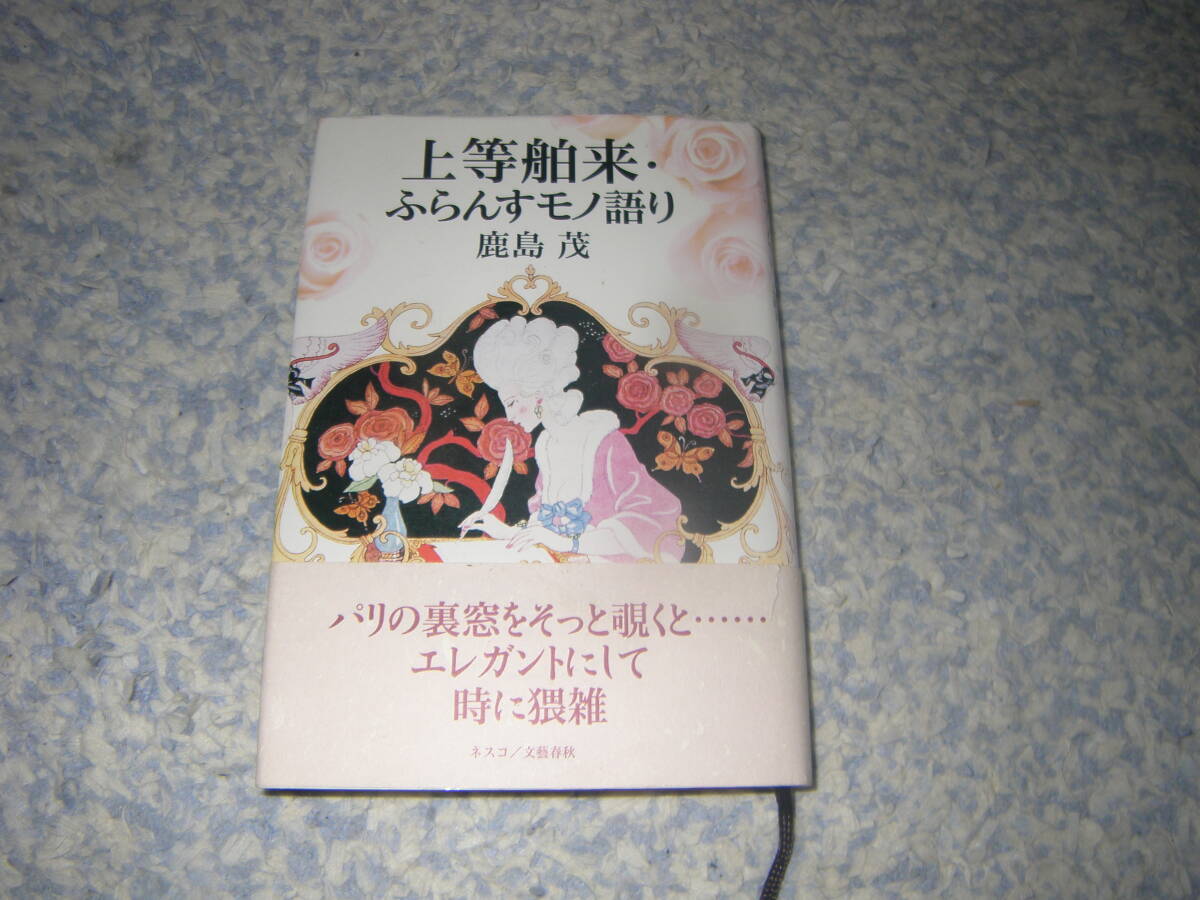 上等舶来・
ふらんすモノ語り
鹿島 茂
パリの裏窓をそっと覗くと……
エレガントにして
時に猥雑
ネスコ／文藝春秋